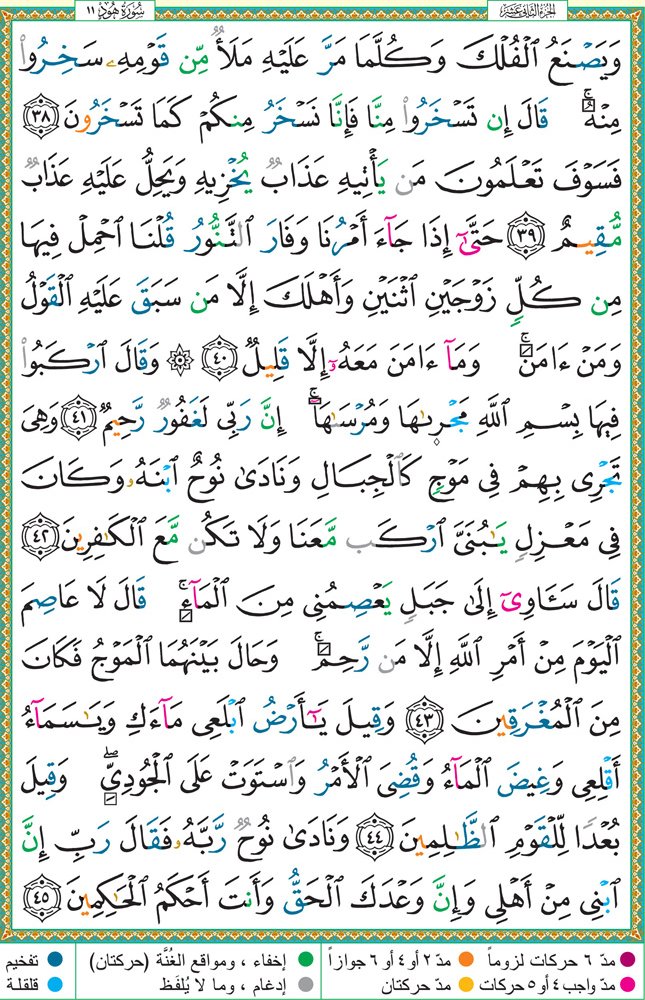 الجزء الثاني عشر
سورة هود ١١
وَيَصْنَعُ ٱلْفُلْكَ وَكُلَّمَا مَرَّ عَلَيْهِ مَلَأٌ مِّن قَوْمِهِۦ سَخِرُوا۟
مِنْهُ ۚ قَالَ إِن تَسْخَرُوا۟ مِنَّا فَإِنَّا نَسْخَرُ مِنكُمْ كَمَا تَسْخَرُونَ ٣٨
فَسَوْفَ تَعْلَمُونَ مَن يَأْتِيهِ عَذَابٌ يُخْزِيهِ وَيَحِلُّ عَلَيْهِ عَذَابٌ
مُّقِيمٌ ٣٩ حَتَّىٰٓ إِذَا جَآءَ أَمْرُنَا وَفَارَ ٱلتَّنُّورُ قُلْنَا ٱحْمِلْ فِيهَا
مِن كُلٍّ زَوْجَيْنِ ٱثْنَيْنِ وَأَهْلَكَ إِلَّا مَن سَبَقَ عَلَيْهِ ٱلْقَوْلُ
وَمَنْ ءَامَنَ ۚ وَمَآ ءَامَنَ مَعَهُۥٓ إِلَّا قَلِيلٌ ٤٠ ۞ وَقَالَ ٱرْكَبُوا۟
فِيهَا بِسْمِ ٱللَّهِ مَجْر۪ىٰهَا وَمُرْسَىٰهَآ ۚ إِنَّ رَبِّى لَغَفُورٌ رَّحِيمٌ ٤١ وَهِىَ
تَجْرِى بِهِمْ فِى مَوْجٍ كَٱلْجِبَالِ وَنَادَىٰ نُوحٌ ٱبْنَهُۥ وَكَانَ
فِى مَعْزِلٍ يَٰبُنَىَّ ٱرْكَب مَّعَنَا وَلَا تَكُن مَّعَ ٱلْكَٰفِرِينَ ٤٢
قَالَ سَـَٔاوِىٓ إِلَىٰ جَبَلٍ يَعْصِمُنِى مِنَ ٱلْمَآءِ ۚ قَالَ لَا عَاصِمَ
ٱلْيَوْمَ مِنْ أَمْرِ ٱللَّهِ إِلَّا مَن رَّحِمَ ۚ وَحَالَ بَيْنَهُمَا ٱلْمَوْجُ فَكَانَ
مِنَ ٱلْمُغْرَقِينَ ٤٣ وَقِيلَ يَٰٓأَرْضُ ٱبْلَعِى مَآءَكِ وَيَٰسَمَآءُ
أَقْلِعِى وَغِيضَ ٱلْمَآءُ وَقُضِىَ ٱلْأَمْرُ وَٱسْتَوَتْ عَلَى ٱلْجُودِىِّ ۖ وَقِيلَ
بُعْدًا لِّلْقَوْمِ ٱلظَّٰلِمِينَ ٤٤ وَنَادَىٰ نُوحٌ رَّبَّهُۥ فَقَالَ رَبِّ إِنَّ
ٱبْنِى مِنْ أَهْلِى وَإِنَّ وَعْدَكَ ٱلْحَقُّ وَأَنتَ أَحْكَمُ ٱلْحَٰكِمِينَ ٤٥
مدّ ٦ حركات لزوماً مدّ ٢ أو ٤ أو ٦ جوازاً إخفاء ، ومواقع الغُنَّة (حركتان) تفخيم
مدّ واجب ٤ أو ٥ حركات مدّ حركتان إدغام ، وما لا يُلفَظ قلقلة